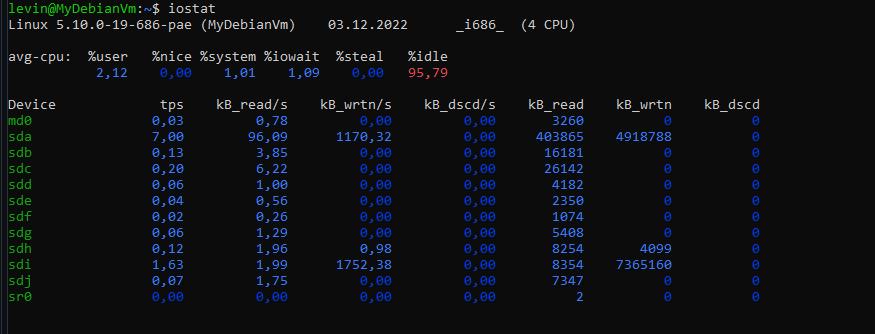 levin@MyDebianVm:~$ iostat
Linux 5.10.0-19-686-pae (MyDebianVm) 03.12.2022 _i686_ (4 CPU)
avg-cpu: %user %nice %system %iowait %steal %idle
2,12 0,00 1,01 1,09 0,00 95,79
Device tps kB_read/s kB_wrtn/s kB_dscd/s kB_read kB_wrtn kB_dscd
md0 0,03 0,78 0,00 0,00 3260 0 0
sda 7,00 96,09 1170,32 0,00 403865 4918788 0
sdb 0,13 3,85 0,00 0,00 16181 0 0
sdc 0,20 6,22 0,00 0,00 26142 0 0
sdd 0,06 1,00 0,00 0,00 4182 0 0
sde 0,04 0,56 0,00 0,00 2350 0 0
sdf 0,02 0,26 0,00 0,00 1074 0 0
sdg 0,06 1,29 0,00 0,00 5408 0 0
sdh 0,12 1,96 0,98 0,00 8254 4099 0
sdi 1,63 1,99 1752,38 0,00 8354 7365160 0
sdj 0,07 1,75 0,00 0,00 7347 0 0
sr0 0,00 0,00 0,00 0,00 2 0 0